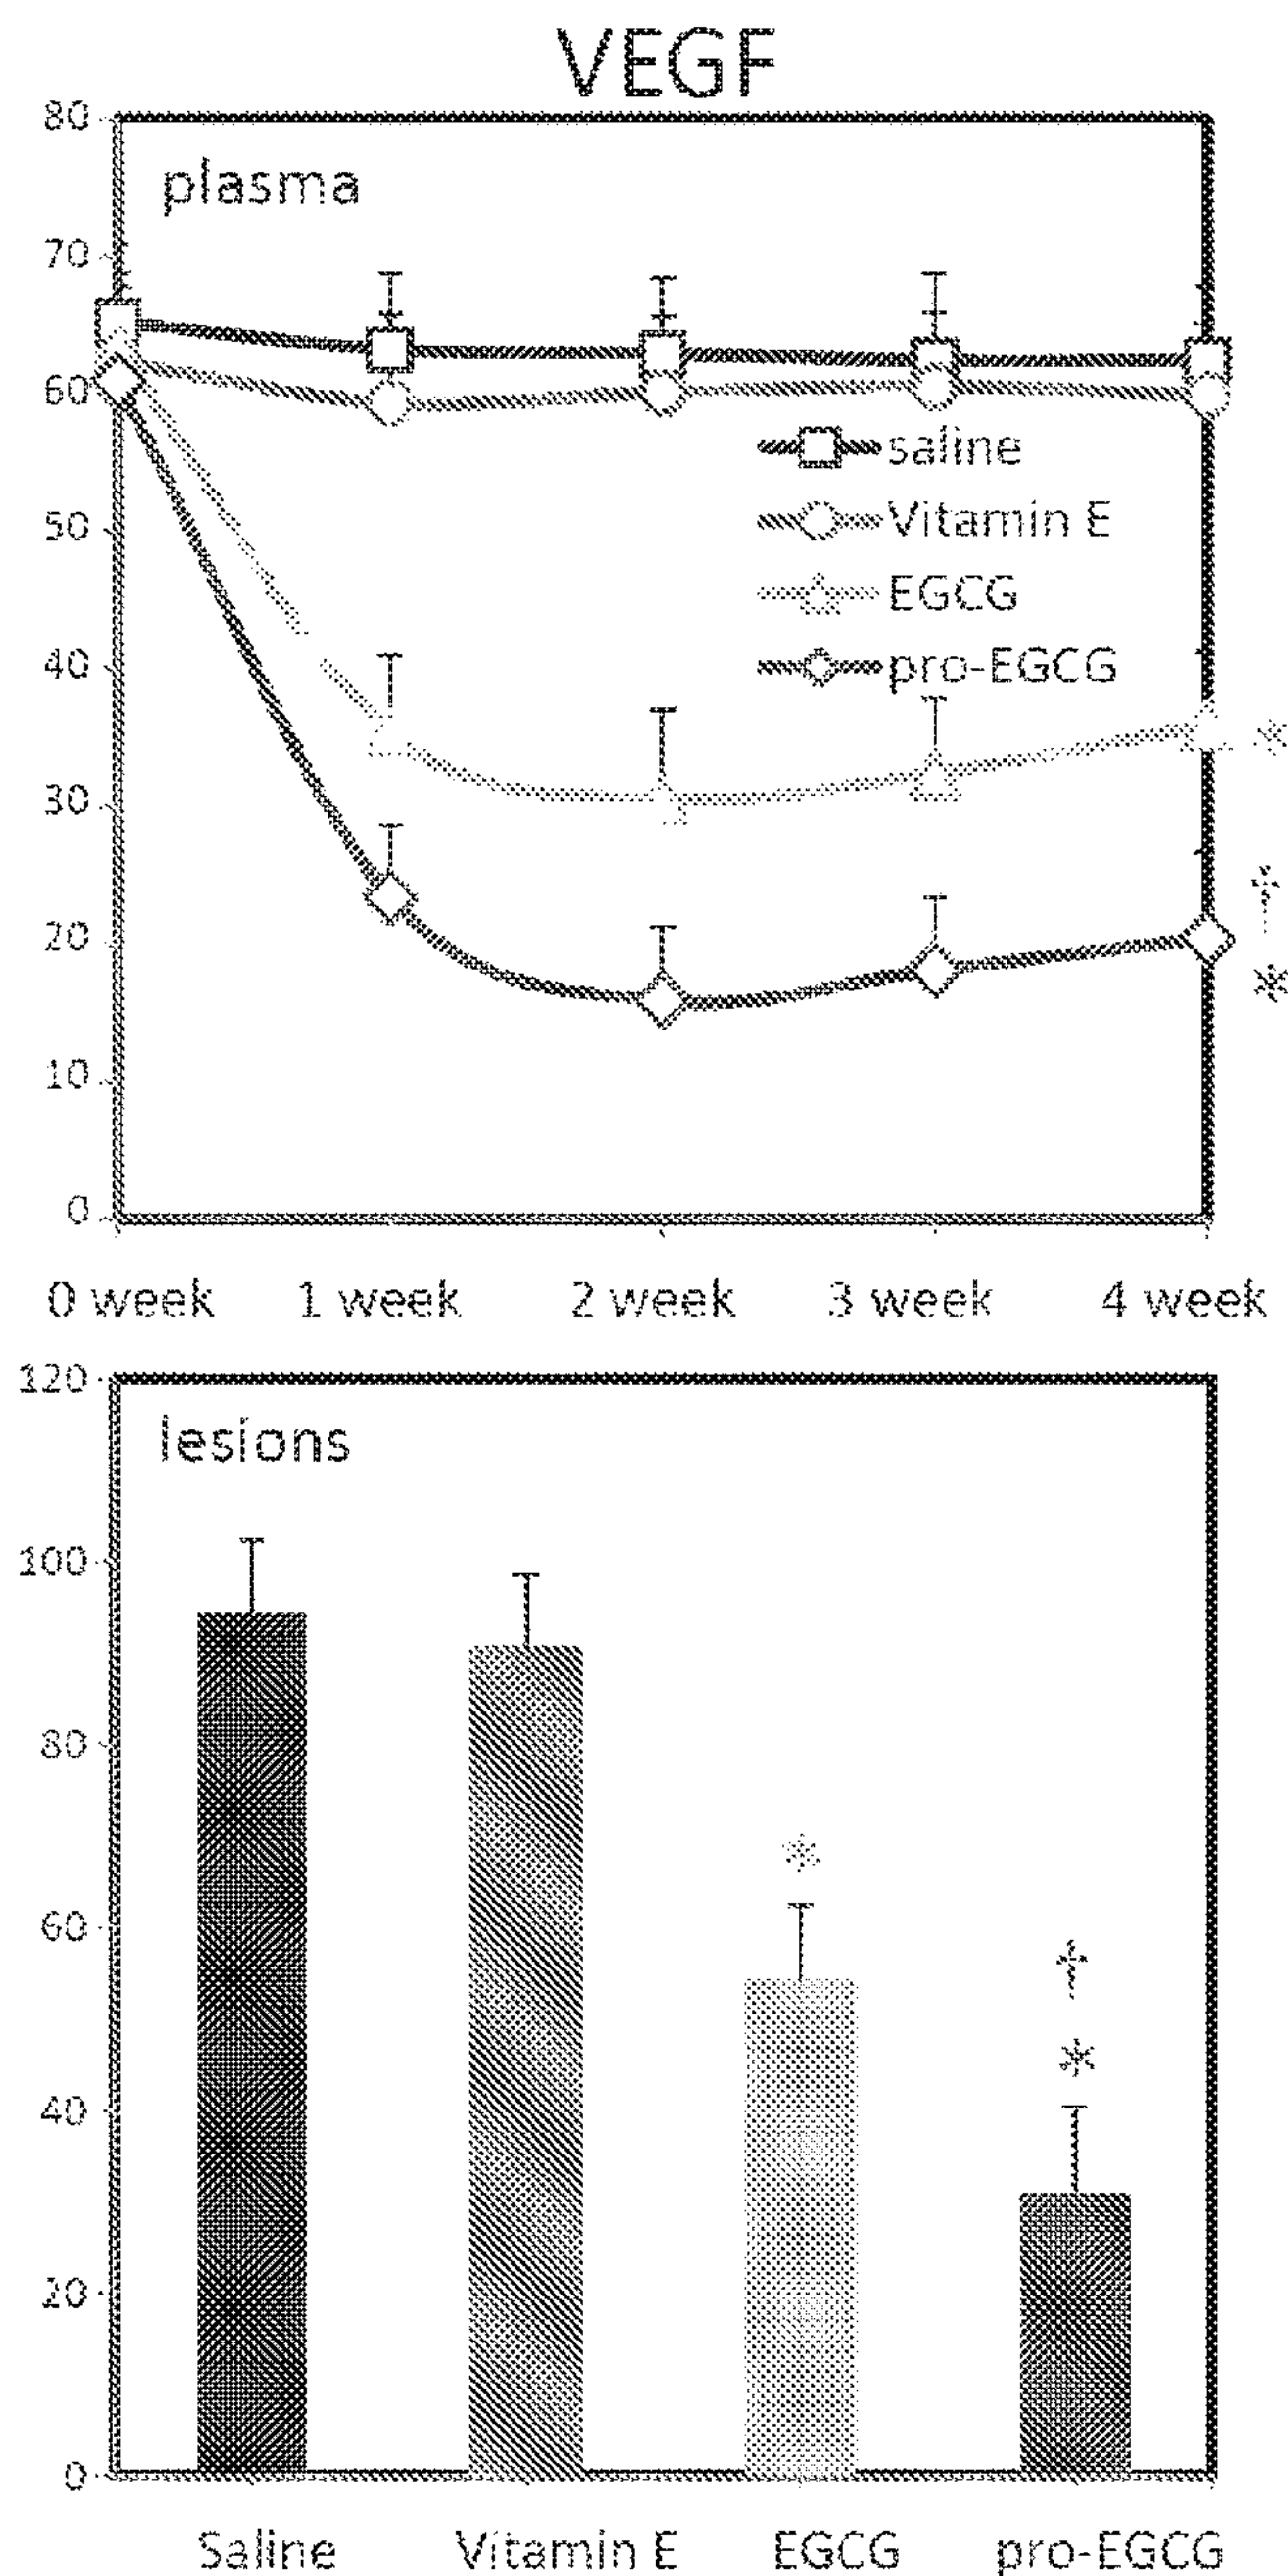 VEGF
80
plasma
70
60
saline
50
Vitamin E
EGCG
40
pro-EGCG
*
30
†
20
*
10
0
0 week 1 week 2 week 3 week 4 week
120
lesions
100
80
*
60
†
*
40
20
0
Saline Vitamin E EGCG pro-EGCG